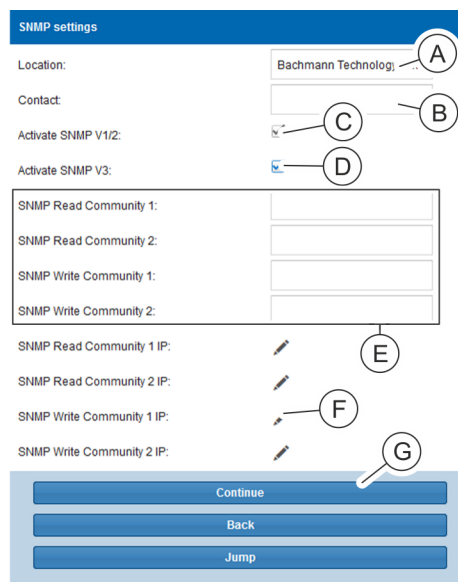 SNMP settings
Location: Bachmann Technology A
Contact: B
Activate SNMP V1/2: C
Activate SNMP V3: D
SNMP Read Community 1:
SNMP Read Community 2:
SNMP Write Community 1:
SNMP Write Community 2:
E
SNMP Read Community 1 IP:
SNMP Read Community 2 IP:
SNMP Write Community 1 IP: F
SNMP Write Community 2 IP: G
Continue
Back
Jump